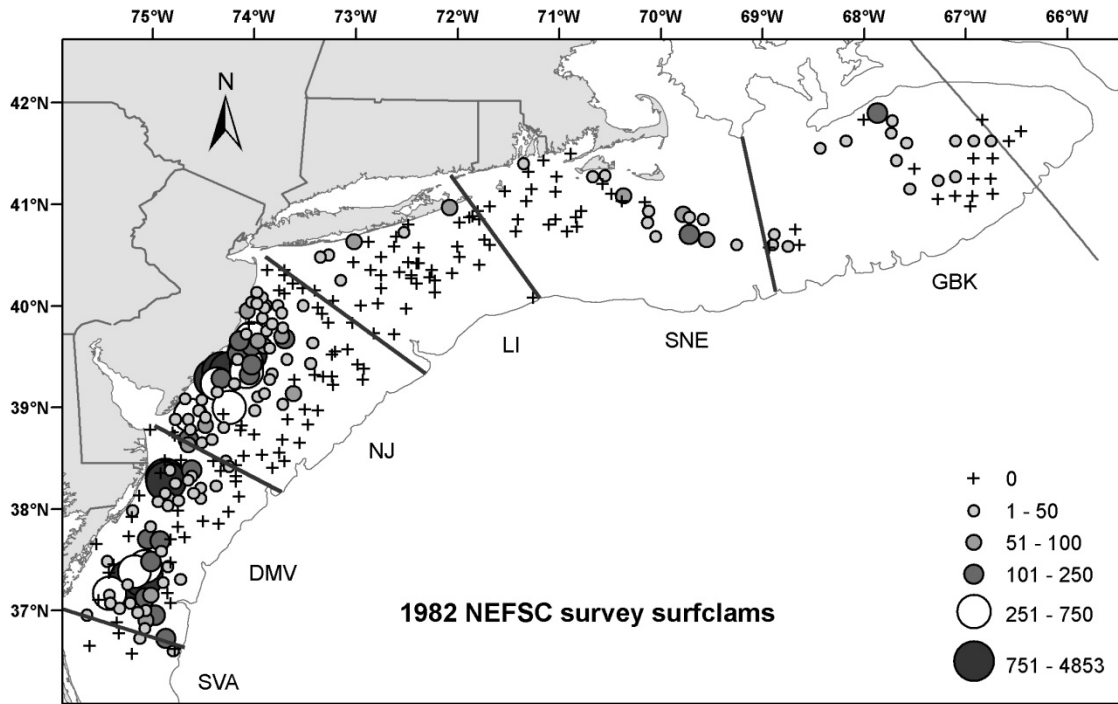 75°W 74°W 73°W 72°W 71°W 70°W 69°W 68°W 67°W 66°W
N
42°N
41°N
40°N
39°N
38°N
37°N
GBK
SNE
LI
NJ
DMV
SVA
1982 NEFSC survey surfclams
0
1 - 50
51 - 100
101 - 250
251 - 750
751 - 4853